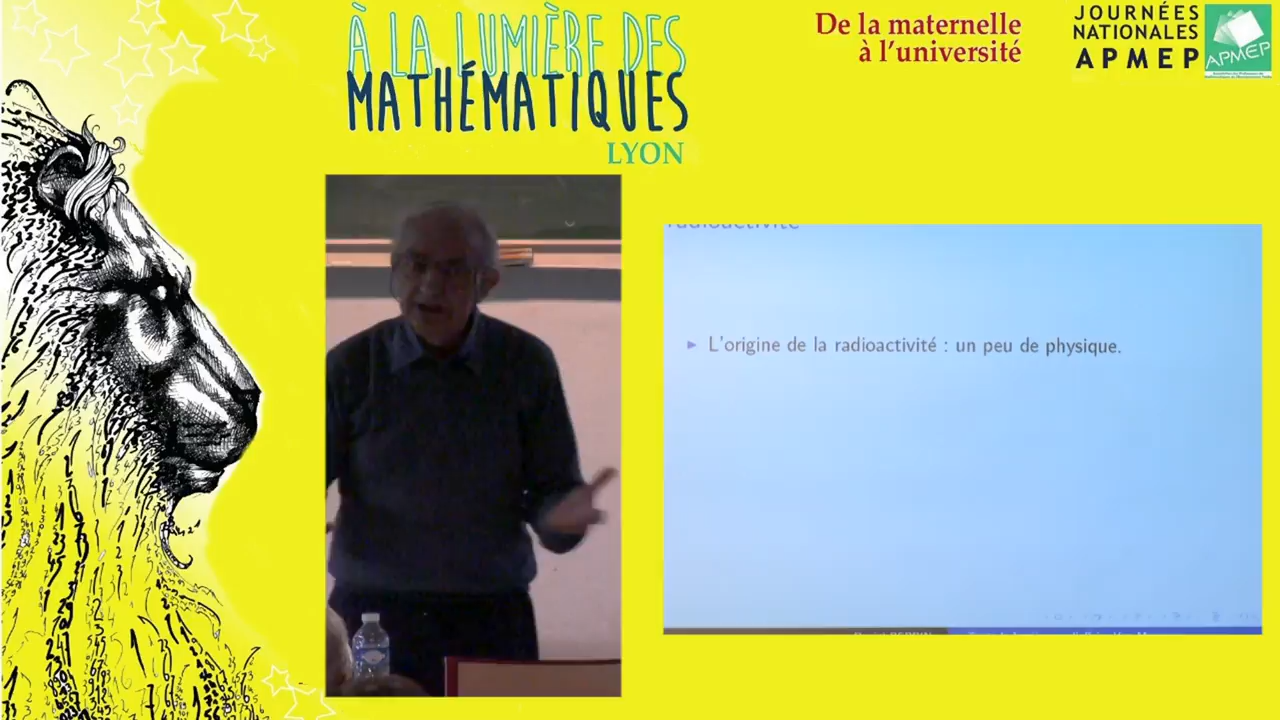 À LA LUMIÈRE DES
MATHÉMATIQUES
LYON
De la maternelle
à l'université
JOURNÉES
NATIONALES
APMEP
APMEP
radioactivité
▸ L'origine de la radioactivité : un peu de physique.